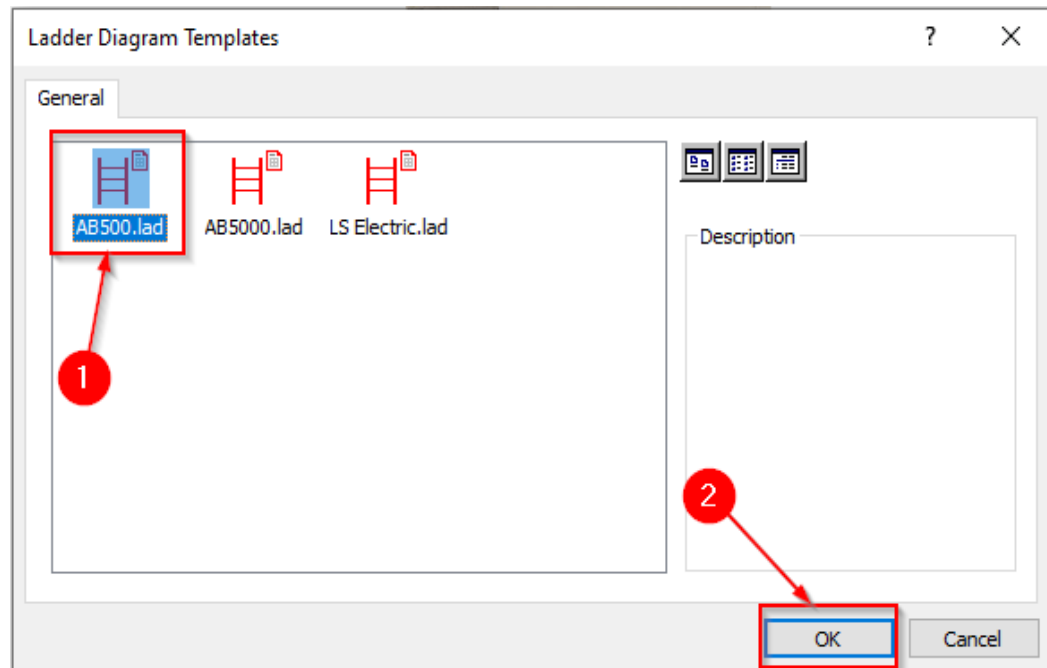 Ladder Diagram Templates
?
General
AB500.lad
AB5000.lad
LS Electric.lad
Description
1
2
OK
Cancel